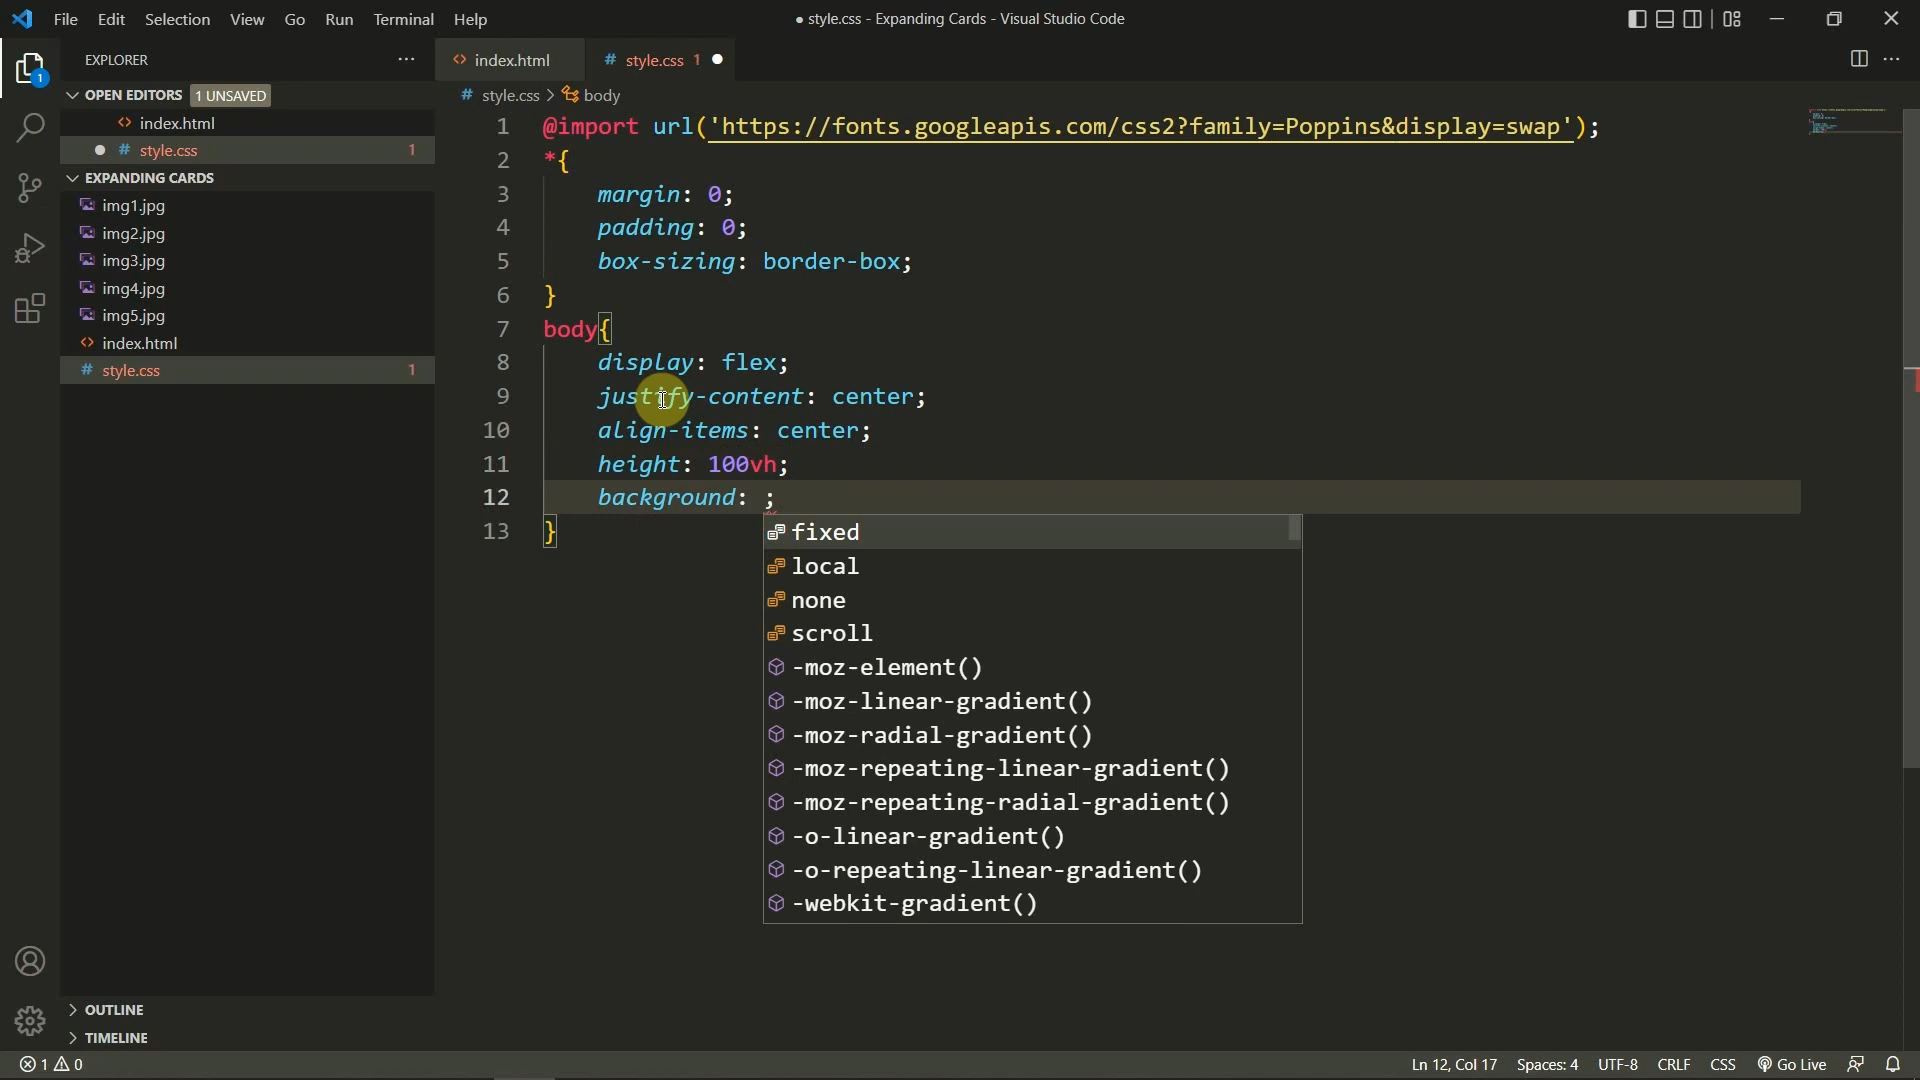 File Edit Selection View Go Run Terminal Help
● style.css - Expanding Cards - Visual Studio Code
EXPLORER
index.html
# style.css 1
1
OPEN EDITORS 1 UNSAVED
# style.css > body
index.html
# style.css 1
EXPANDING CARDS
img1.jpg
img2.jpg
img3.jpg
img4.jpg
img5.jpg
index.html
# style.css 1
1 @import url('https://fonts.googleapis.com/css2?family=Poppins&display=swap');
2 *{
3 margin: 0;
4 padding: 0;
5 box-sizing: border-box;
6 }
7 body{
8 display: flex;
9 justify-content: center;
10 align-items: center;
11 height: 100vh;
12 background: ;
13 }
fixed
local
none
scroll
-moz-element()
-moz-linear-gradient()
-moz-radial-gradient()
-moz-repeating-linear-gradient()
-moz-repeating-radial-gradient()
-o-linear-gradient()
-o-repeating-linear-gradient()
-webkit-gradient()
OUTLINE
TIMELINE
1 0
Ln 12, Col 17 Spaces: 4 UTF-8 CRLF CSS Go Live